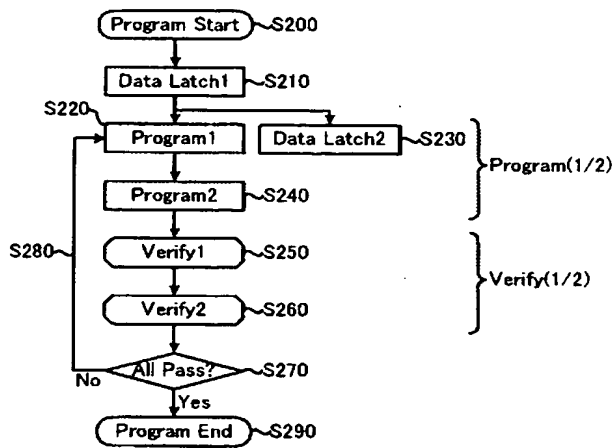 Program Start
S200
Data Latch1
S210
S220
Program1
Data Latch2
S230
Program(1/2)
Program2
S240
S280
Verify1
S250
Verify(1/2)
Verify2
S260
All Pass?
S270
No
Yes
Program End
S290